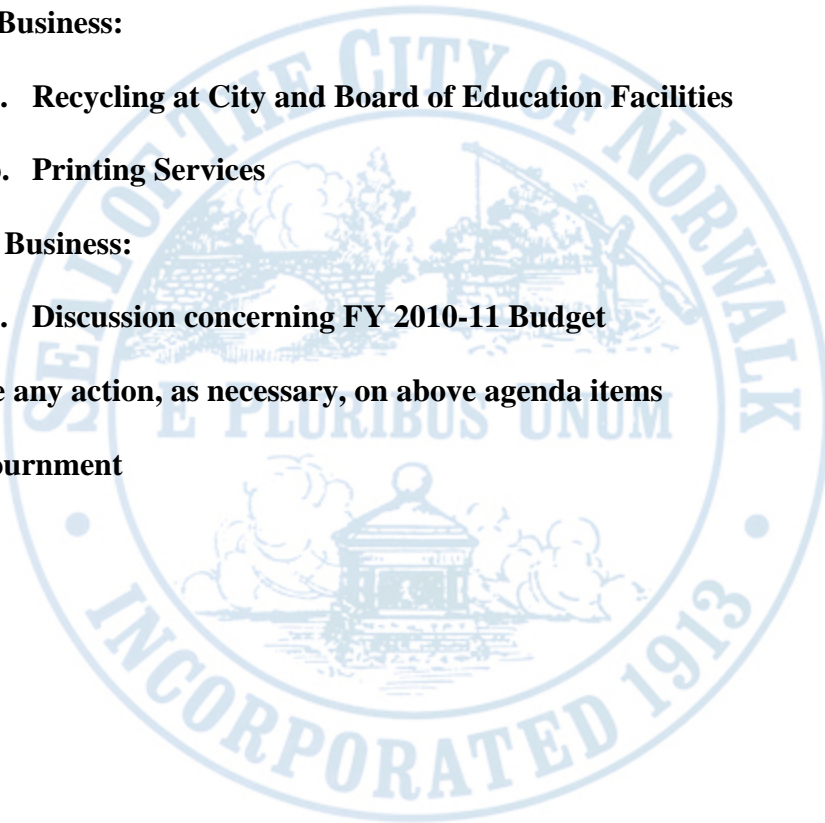 Business:
. Recycling at City and Board of Education Facilities
. Printing Services
Business:
. Discussion concerning FY 2010-11 Budget
e any action, as necessary, on above agenda items
ournment
SEAL OF THE CITY OF NORWALK
E PLURIBUS UNUM
INCORPORATED 1913